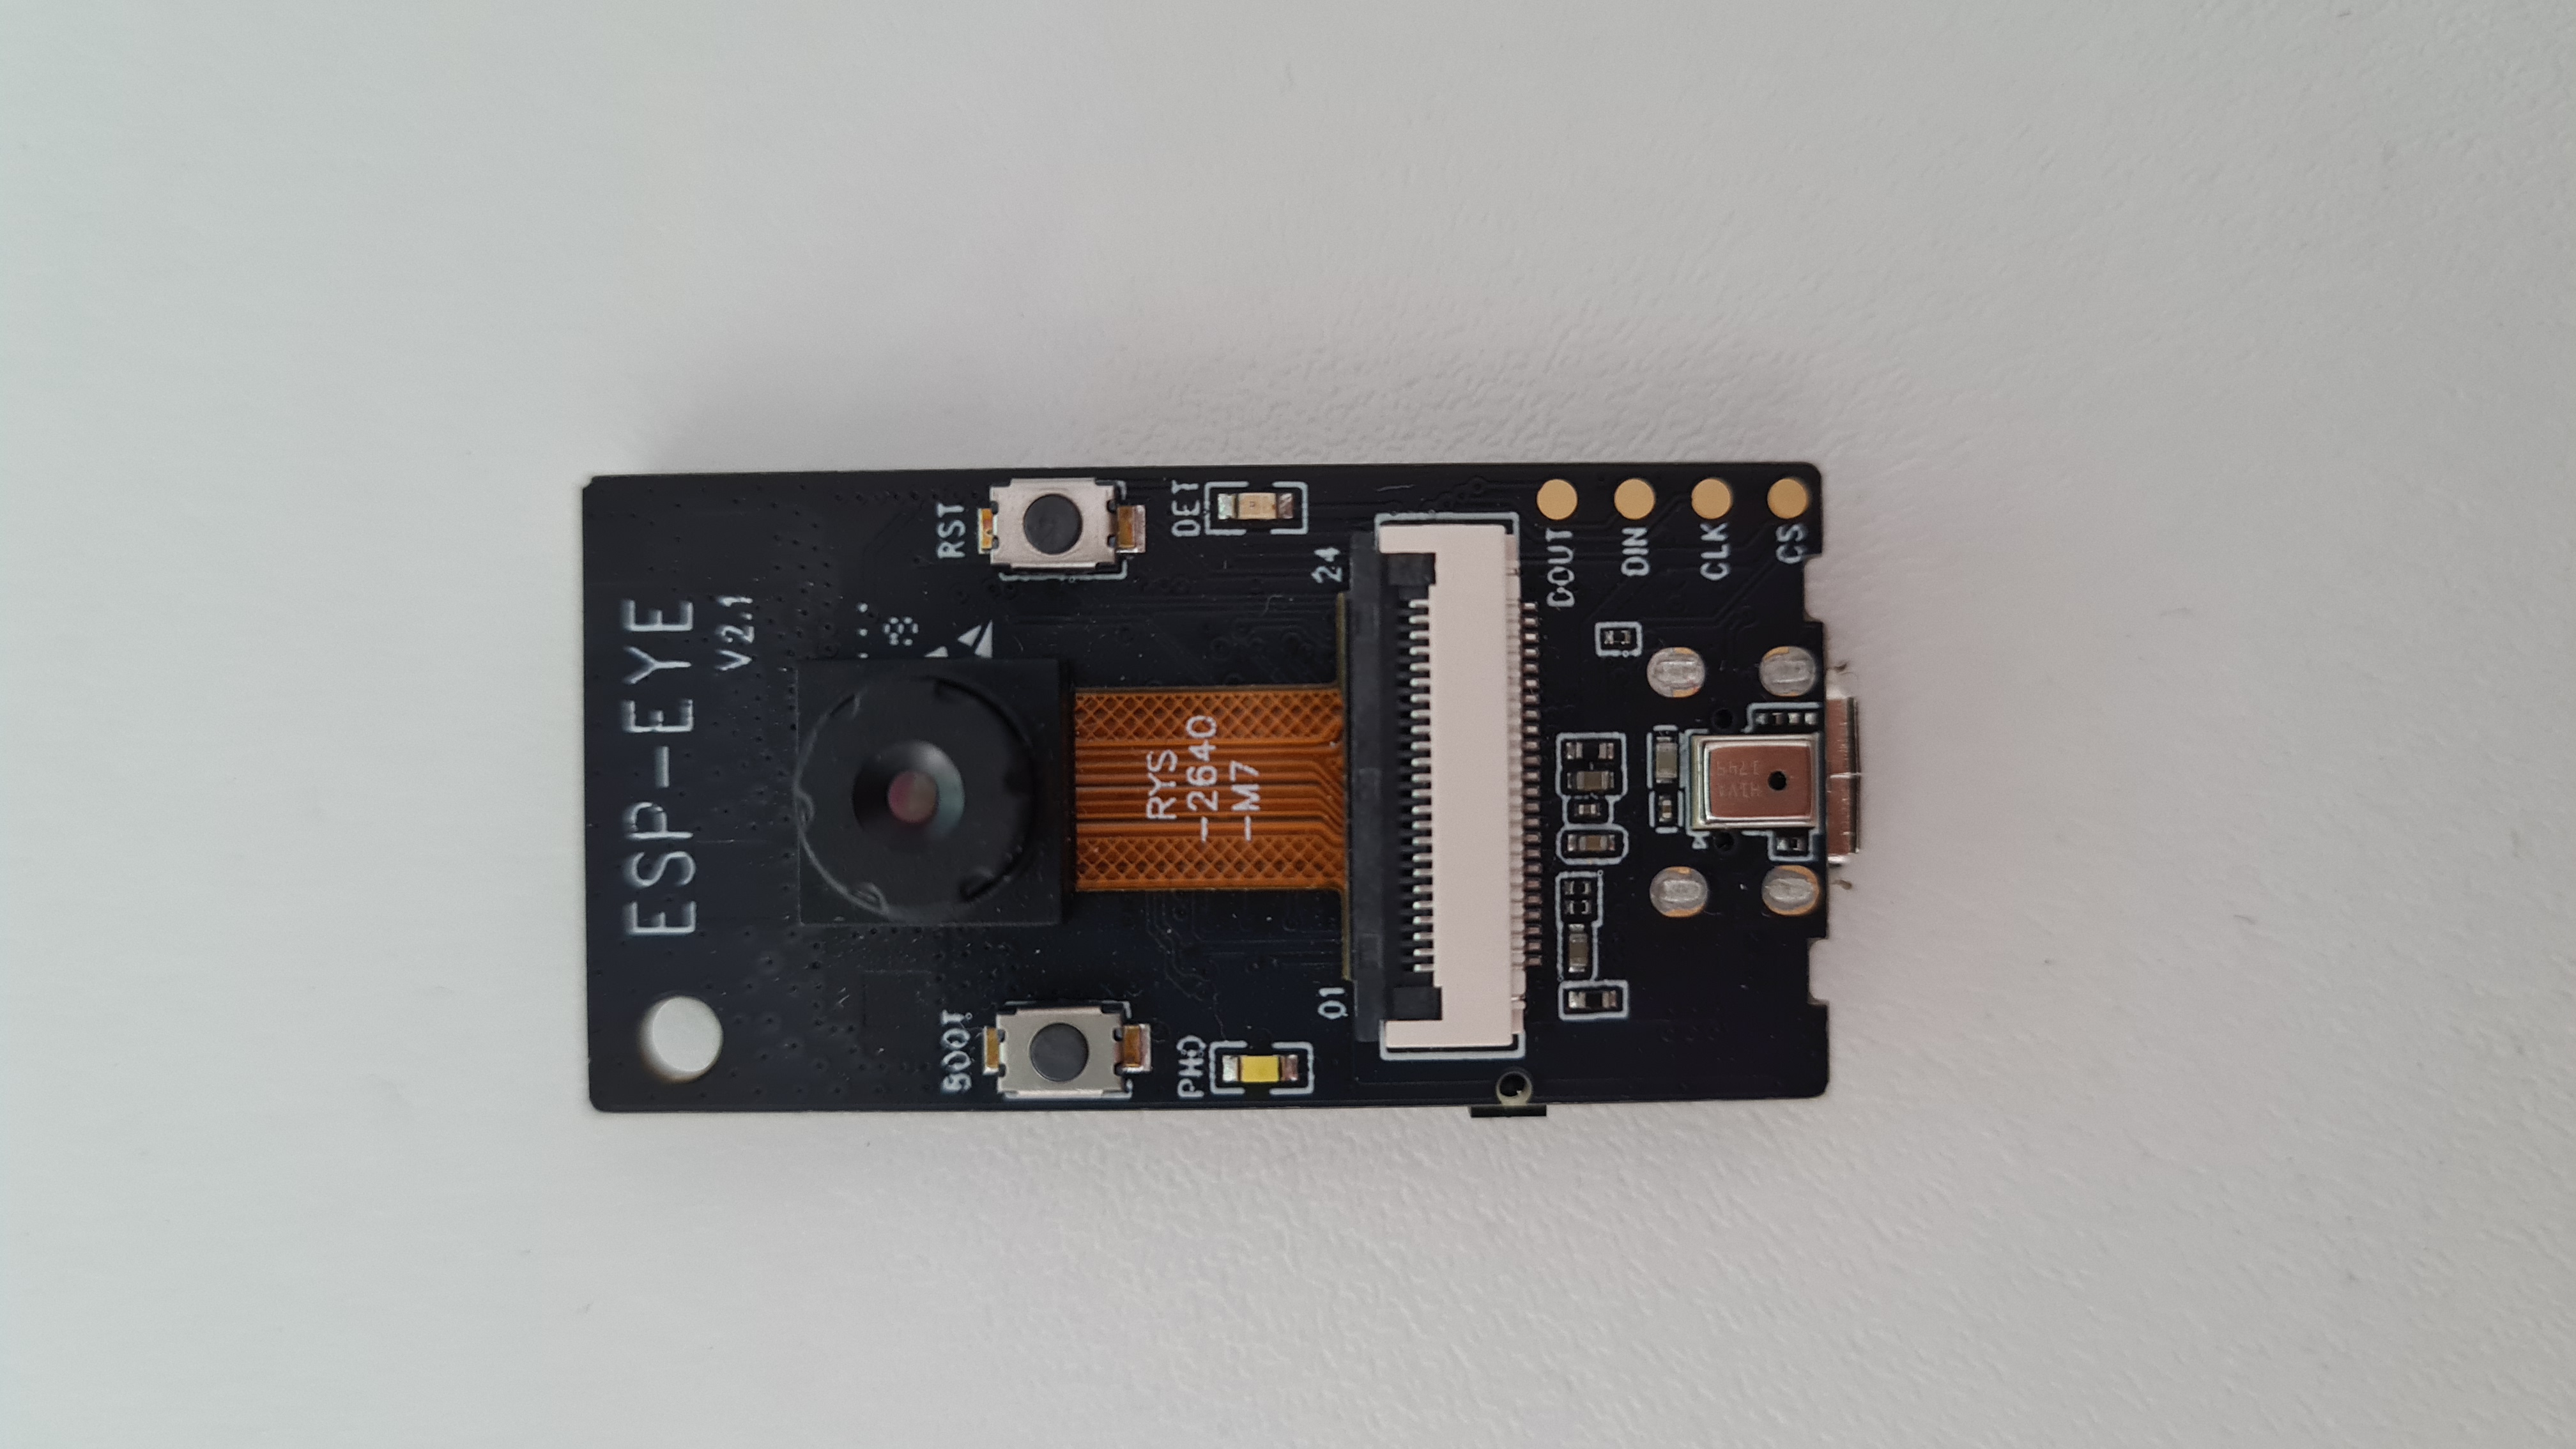 ESP-EYE
V2.1
BOOT
RST
RYS
-2640
-M7
PHO
DET
01
24
DOUT
DIN
CLK
CS